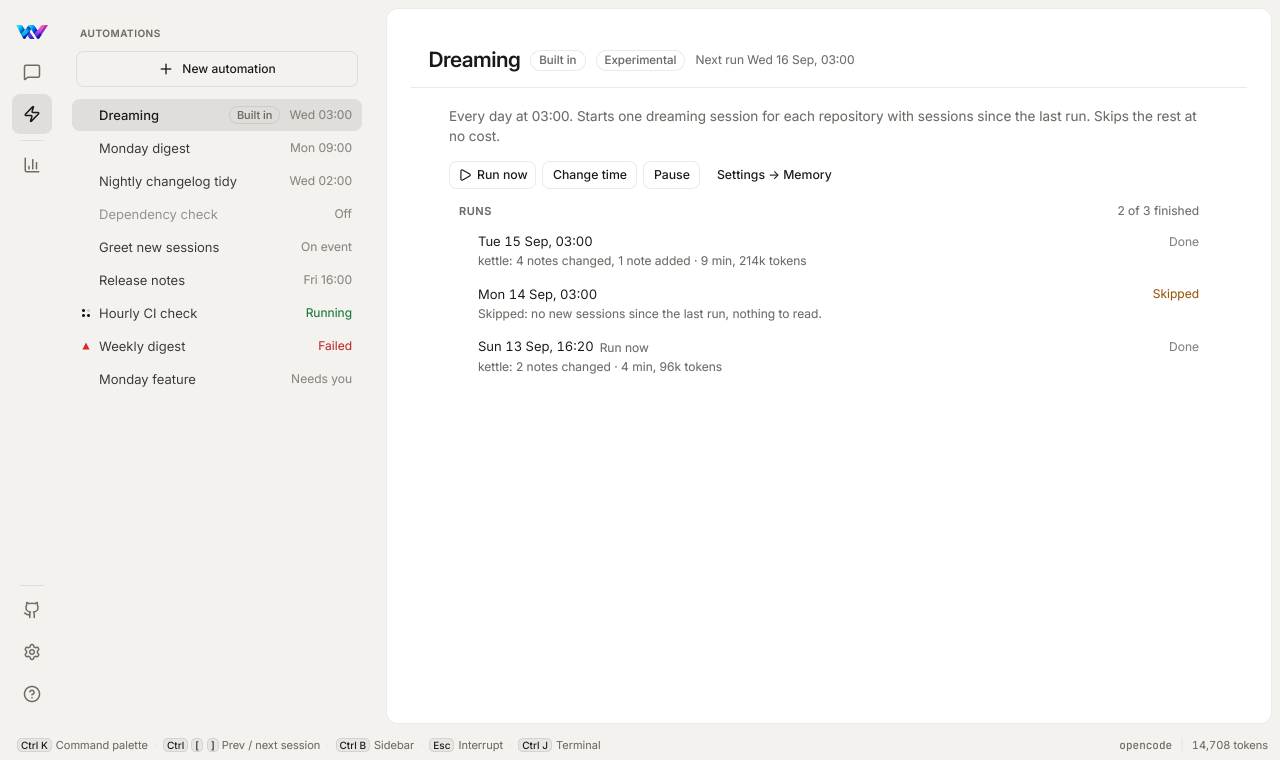 AUTOMATIONS
New automation
Dreaming Built in Wed 03:00
Monday digest Mon 09:00
Nightly changelog tidy Wed 02:00
Dependency check Off
Greet new sessions On event
Release notes Fri 16:00
Hourly CI check Running
Weekly digest Failed
Monday feature Needs you
Dreaming Built in Experimental Next run Wed 16 Sep, 03:00
Every day at 03:00. Starts one dreaming session for each repository with sessions since the last run. Skips the rest at
no cost.
Run now Change time Pause Settings → Memory
RUNS 2 of 3 finished
Tue 15 Sep, 03:00 Done
kettle: 4 notes changed, 1 note added · 9 min, 214k tokens
Mon 14 Sep, 03:00 Skipped
Skipped: no new sessions since the last run, nothing to read.
Sun 13 Sep, 16:20 Run now Done
kettle: 2 notes changed · 4 min, 96k tokens
Ctrl K Command palette Ctrl [ ] Prev / next session Ctrl B Sidebar Esc Interrupt Ctrl J Terminal opencode 14,708 tokens